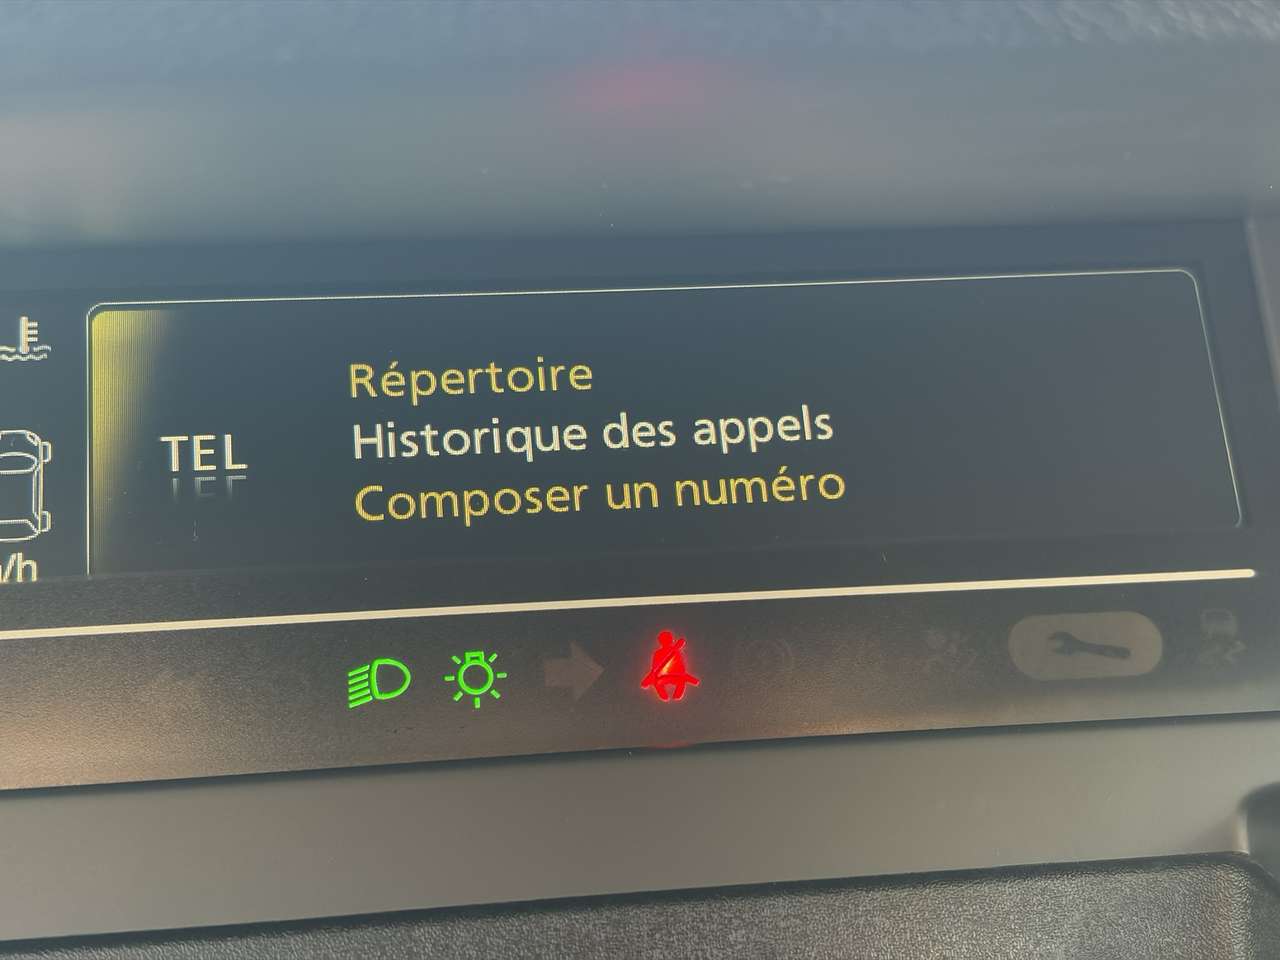 Répertoire
TEL
Historique des appels
Composer un numéro
/h